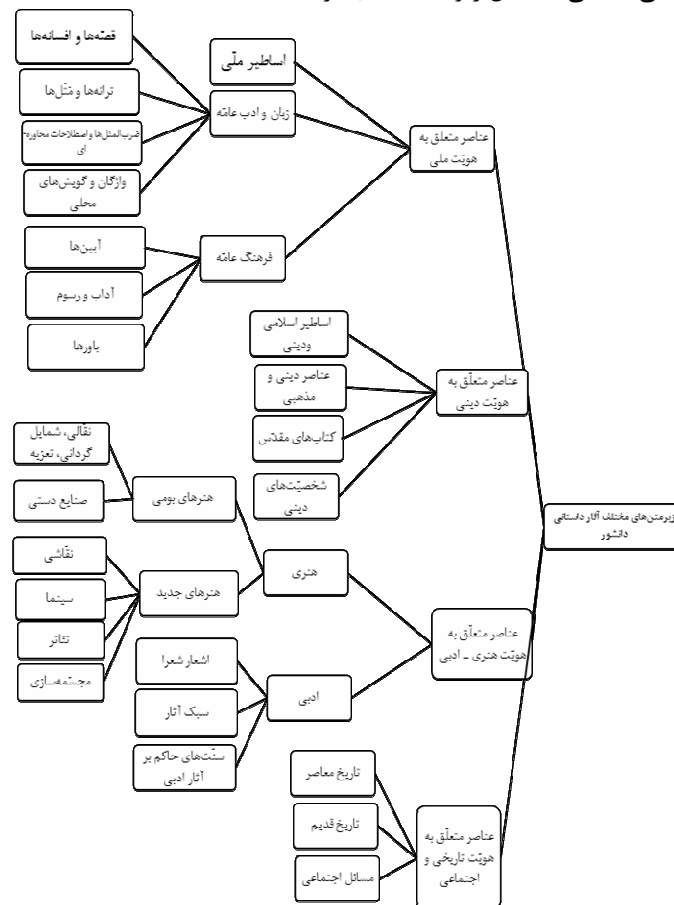 زیرمتن‌های مختلف آثار داستانی
دانشور
عناصر متعلق به
هویّت ملی
اساطیر ملّی
زبان و ادب عامّه
قصّه‌ها و افسانه‌ها
ترانه‌ها و مَتَل‌ها
ضرب‌المثل‌ها و اصطلاحات محاوره-
ای
واژگان و گویش‌های
محلی
فرهنگ عامّه
آیین‌ها
آداب و رسوم
باورها
عناصر متعلّق به
هویّت دینی
اساطیر اسلامی
ودینی
عناصر دینی و
مذهبی
کتاب‌های مقدّس
شخصیّت‌های
دینی
عناصر متعلّق به
هویّت هنری ـ ادبی
هنری
هنرهای بومی
نقّالی، شمایل
گردانی، تعزیه
صنایع دستی
هنرهای جدید
نقّاشی
سینما
تئاتر
مجسّمه‌سازی
ادبی
اشعار شعرا
سبک آثار
سنّت‌های حاکم بر
آثار ادبی
عناصر متعلّق به
هویّت تاریخی و
اجتماعی
تاریخ معاصر
تاریخ قدیم
مسائل اجتماعی